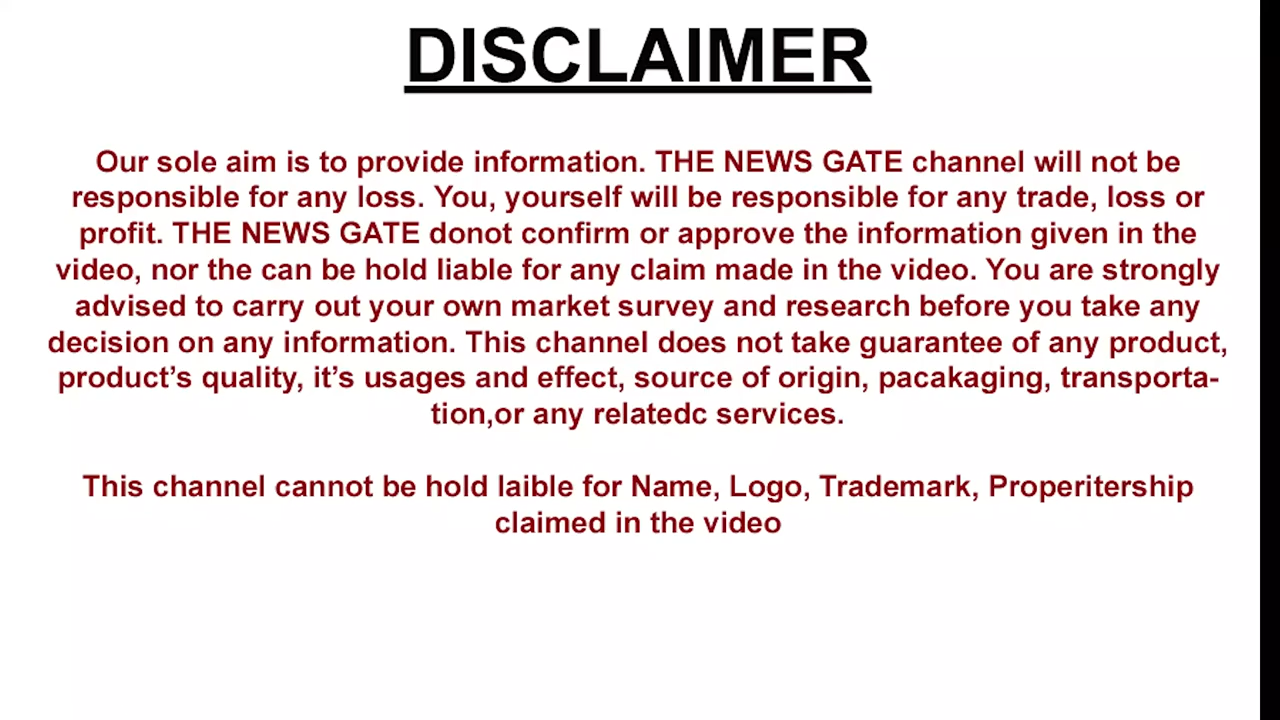 DISCLAIMER
Our sole aim is to provide information. THE NEWS GATE channel will not be
responsible for any loss. You, yourself will be responsible for any trade, loss or
profit. THE NEWS GATE donot confirm or approve the information given in the
video, nor the can be hold liable for any claim made in the video. You are strongly
advised to carry out your own market survey and research before you take any
decision on any information. This channel does not take guarantee of any product,
product’s quality, it’s usages and effect, source of origin, pacakaging, transporta-
tion,or any relatedc services.
This channel cannot be hold laible for Name, Logo, Trademark, Properitership
claimed in the video